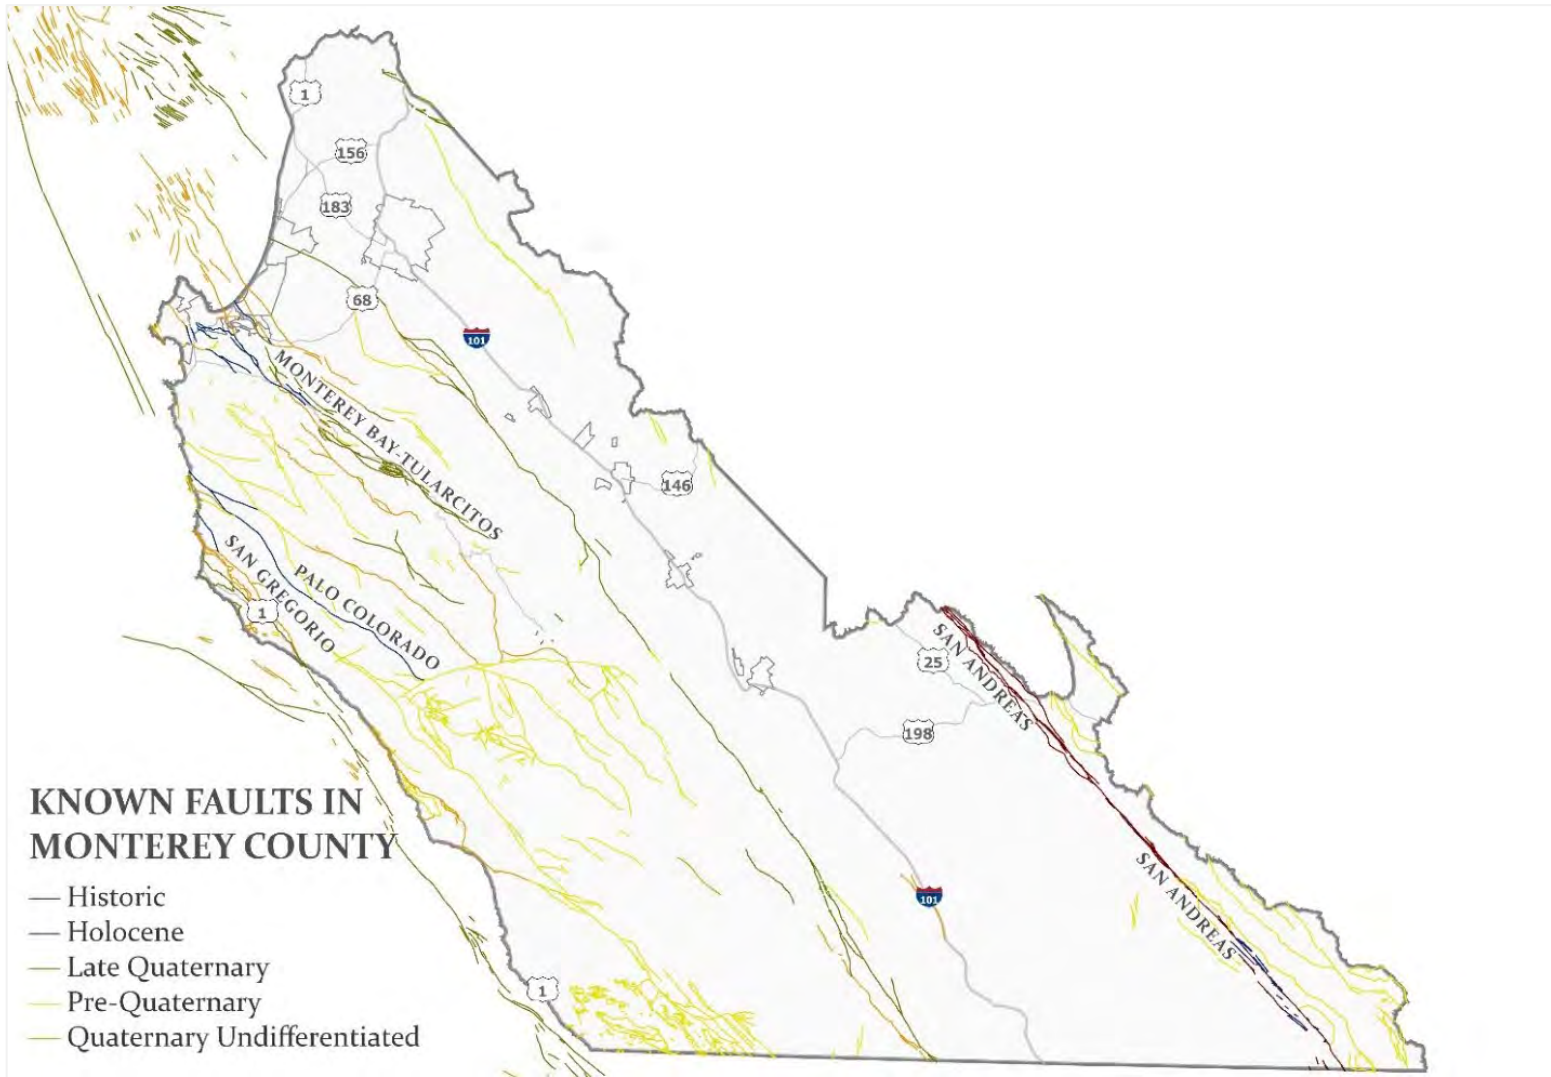 1
156
183
68
101
MONTEREY BAY-TULARCITOS
146
SAN GREGORIO
PALO COLORADO
1
SAN ANDREAS
25
198
KNOWN FAULTS IN
MONTEREY COUNTY
Historic
Holocene
Late Quaternary
Pre-Quaternary
Quaternary Undifferentiated
SAN ANDREAS
101
1